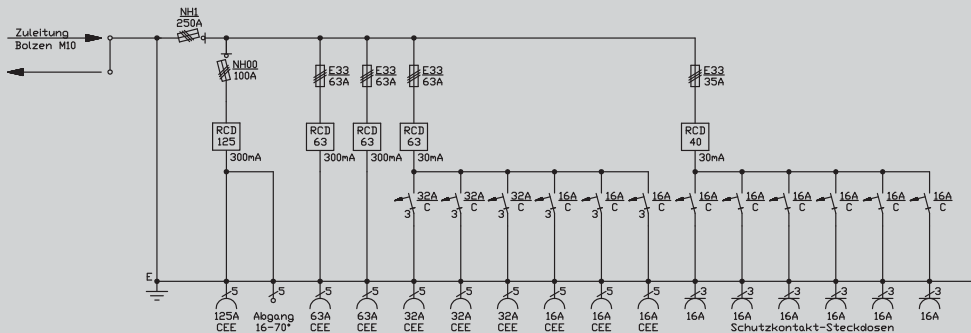 NH1
250A
Zuleitung
Bolzen M10
NH00
100A
E33
63A
E33
63A
E33
63A
E33
35A
RCD
125
300mA
RCD
63
300mA
RCD
63
300mA
RCD
63
30mA
RCD
40
30mA
32A
C
3
32A
C
3
32A
C
3
16A
C
3
16A
C
3
16A
C
3
16A
C
16A
C
16A
C
16A
C
16A
C
16A
C
E
5
5
5
5
5
5
5
5
5
5
3
3
3
3
3
3
125A
CEE
Abgang
16-70°
63A
CEE
63A
CEE
32A
CEE
32A
CEE
32A
CEE
16A
CEE
16A
CEE
16A
CEE
16A
16A
16A
16A
16A
16A
Schutzkontakt-Steckdosen